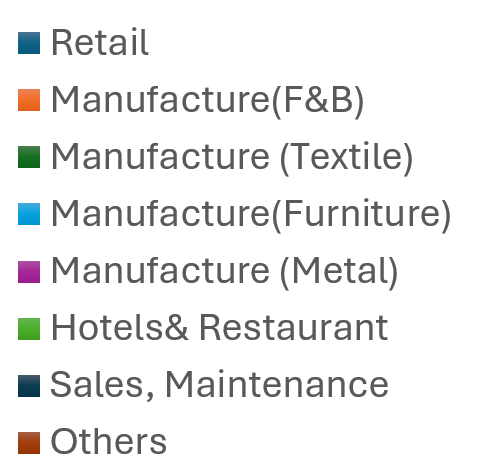 Retail
Manufacture(F&B)
Manufacture (Textile)
Manufacture(Furniture)
Manufacture (Metal)
Hotels& Restaurant
Sales, Maintenance
Others